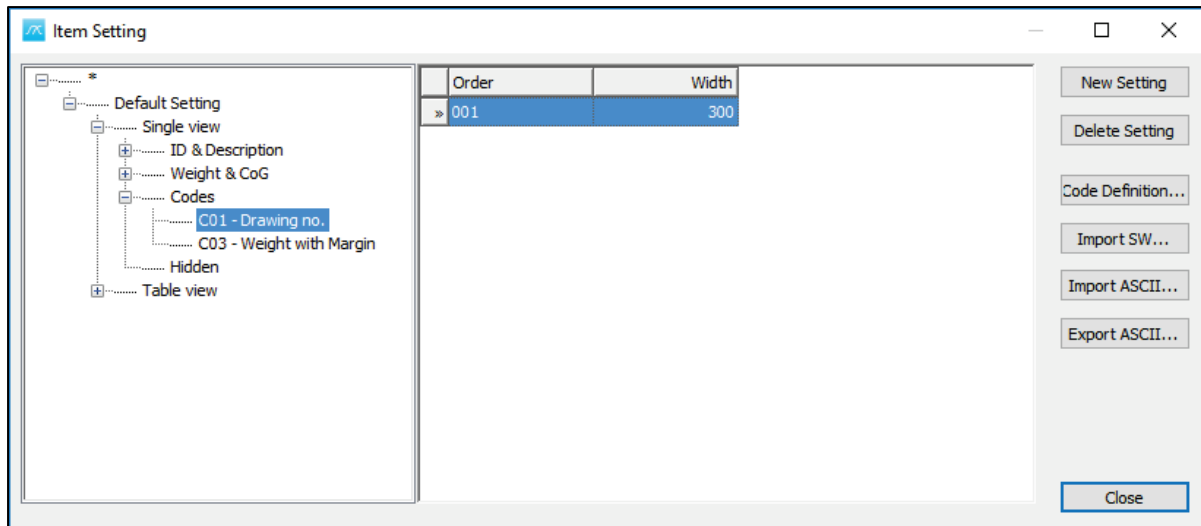 Item Setting
*
Default Setting
Single view
ID & Description
Weight & CoG
Codes
C01 - Drawing no.
C03 - Weight with Margin
Hidden
Table view
Order Width
» 001 300
New Setting
Delete Setting
Code Definition...
Import SW...
Import ASCII...
Export ASCII...
Close